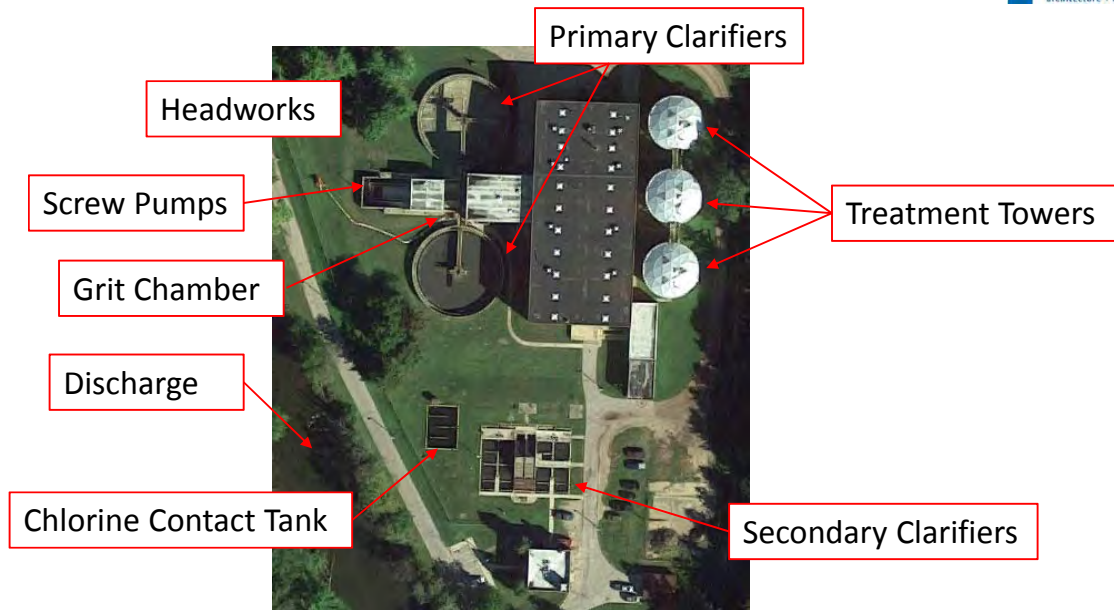 Primary Clarifiers
Headworks
Screw Pumps
Treatment Towers
Grit Chamber
Discharge
Chlorine Contact Tank
Secondary Clarifiers